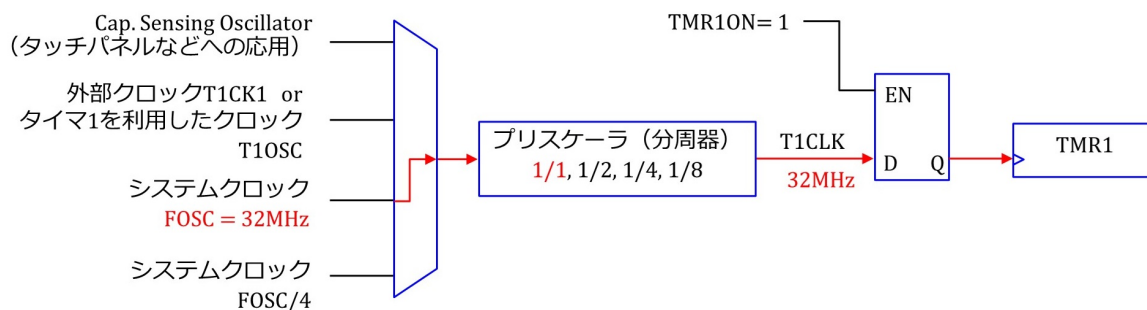 Cap. Sensing Oscillator
（タッチパネルなどへの応用）
外部クロックT1CK1 or
タイマ1を利用したクロック
T1OSC
システムクロック
FOSC = 32MHz
システムクロック
FOSC/4
プリスケーラ（分周器）
1/1, 1/2, 1/4, 1/8
T1CLK
32MHz
TMR1ON= 1
EN
D Q
TMR1